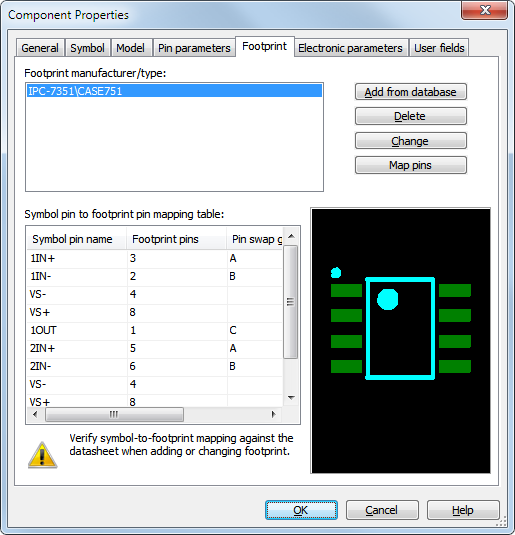 Component Properties
General Symbol Model Pin parameters Footprint Electronic parameters User fields
Footprint manufacturer/type:
IPC-7351\CASE751
Add from database
Delete
Change
Map pins
Symbol pin to footprint pin mapping table:
Symbol pin name Footprint pins Pin swap g
1IN+ 3 A
1IN- 2 B
VS- 4
VS+ 8
1OUT 1 C
2IN+ 5 A
2IN- 6 B
VS- 4
VS+ 8
Verify symbol-to-footprint mapping against the
datasheet when adding or changing footprint.
OK Cancel Help